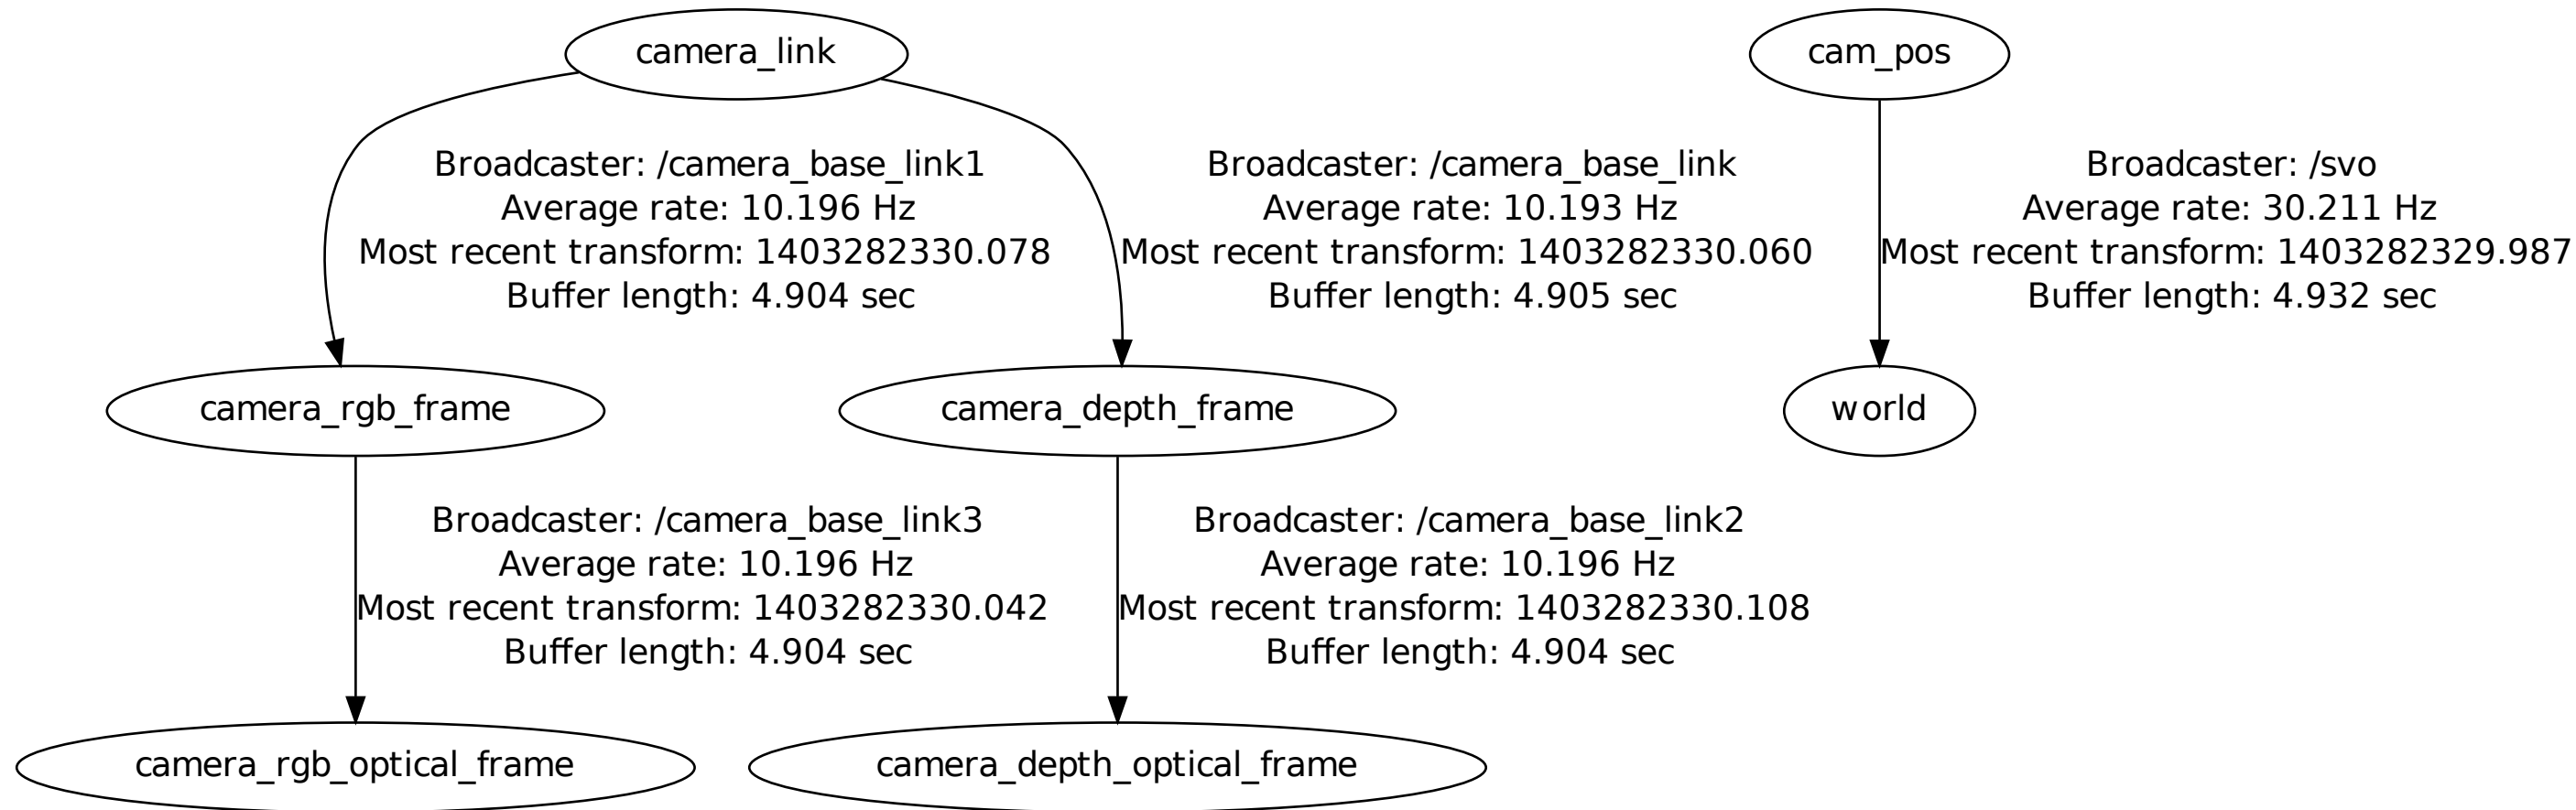 camera_link
cam_pos
Broadcaster: /camera_base_link1
Average rate: 10.196 Hz
Most recent transform: 1403282330.078
Buffer length: 4.904 sec
Broadcaster: /camera_base_link
Average rate: 10.193 Hz
Most recent transform: 1403282330.060
Buffer length: 4.905 sec
Broadcaster: /svo
Average rate: 30.211 Hz
Most recent transform: 1403282329.987
Buffer length: 4.932 sec
camera_rgb_frame
camera_depth_frame
world
Broadcaster: /camera_base_link3
Average rate: 10.196 Hz
Most recent transform: 1403282330.042
Buffer length: 4.904 sec
Broadcaster: /camera_base_link2
Average rate: 10.196 Hz
Most recent transform: 1403282330.108
Buffer length: 4.904 sec
camera_rgb_optical_frame
camera_depth_optical_frame